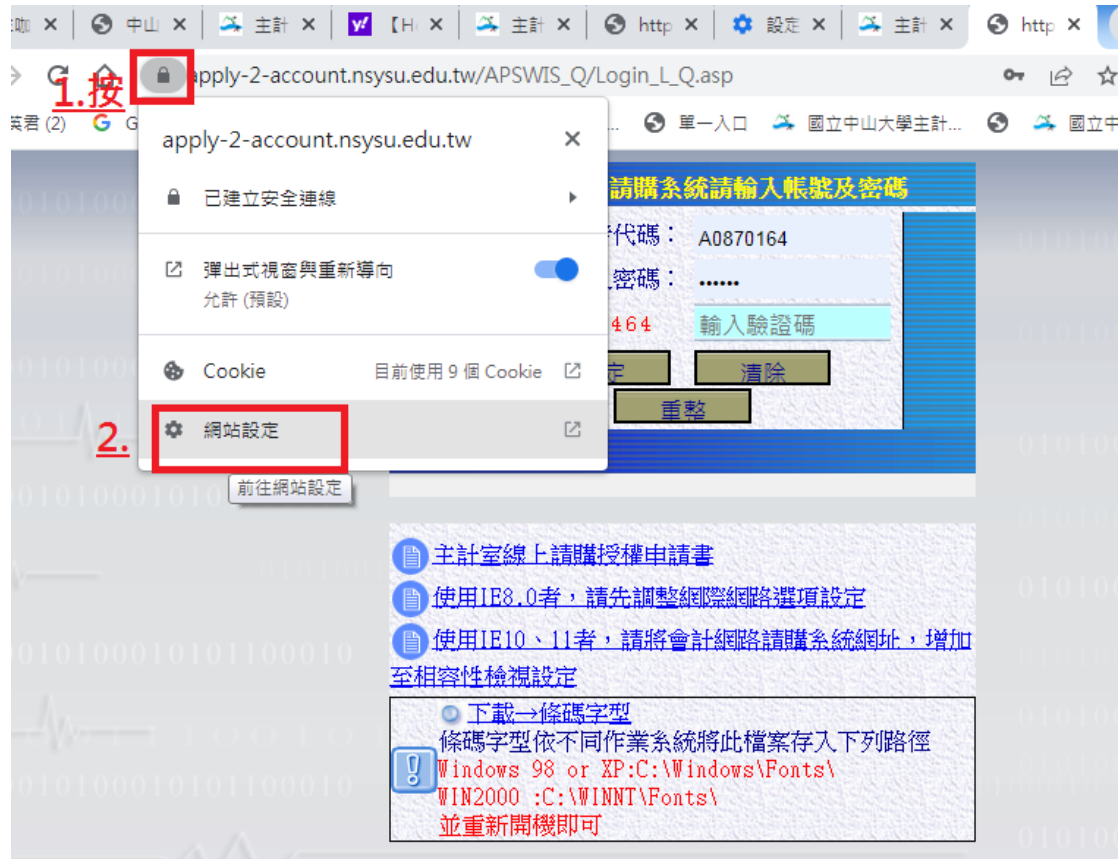 咖 中山 主計 【H 主計 http 設定 主計 http
1.按
apply-2-account.nsysu.edu.tw/APSWIS_Q/Login_L_Q.asp
英君 (2) G ... 單一入口 國立中山大學主計... 國立中
apply-2-account.nsysu.edu.tw
已建立安全連線
彈出式視窗與重新導向
允許 (預設)
Cookie 目前使用 9 個 Cookie
2.
網站設定
前往網站設定
請購系統請輸入帳號及密碼
代碼： A0870164
密碼： ••••••
464 輸入驗證碼
定 清除
重整
主計室線上請購授權申請書
使用IE8.0者，請先調整網際網路選項設定
使用IE10、11者，請將會計網路請購系統網址，增加
至相容性檢視設定
下載→條碼字型
條碼字型依不同作業系統將此檔案存入下列路徑
Windows 98 or XP:C:\Windows\Fonts\
WIN2000 :C:\WINNT\Fonts\
並重新開機即可